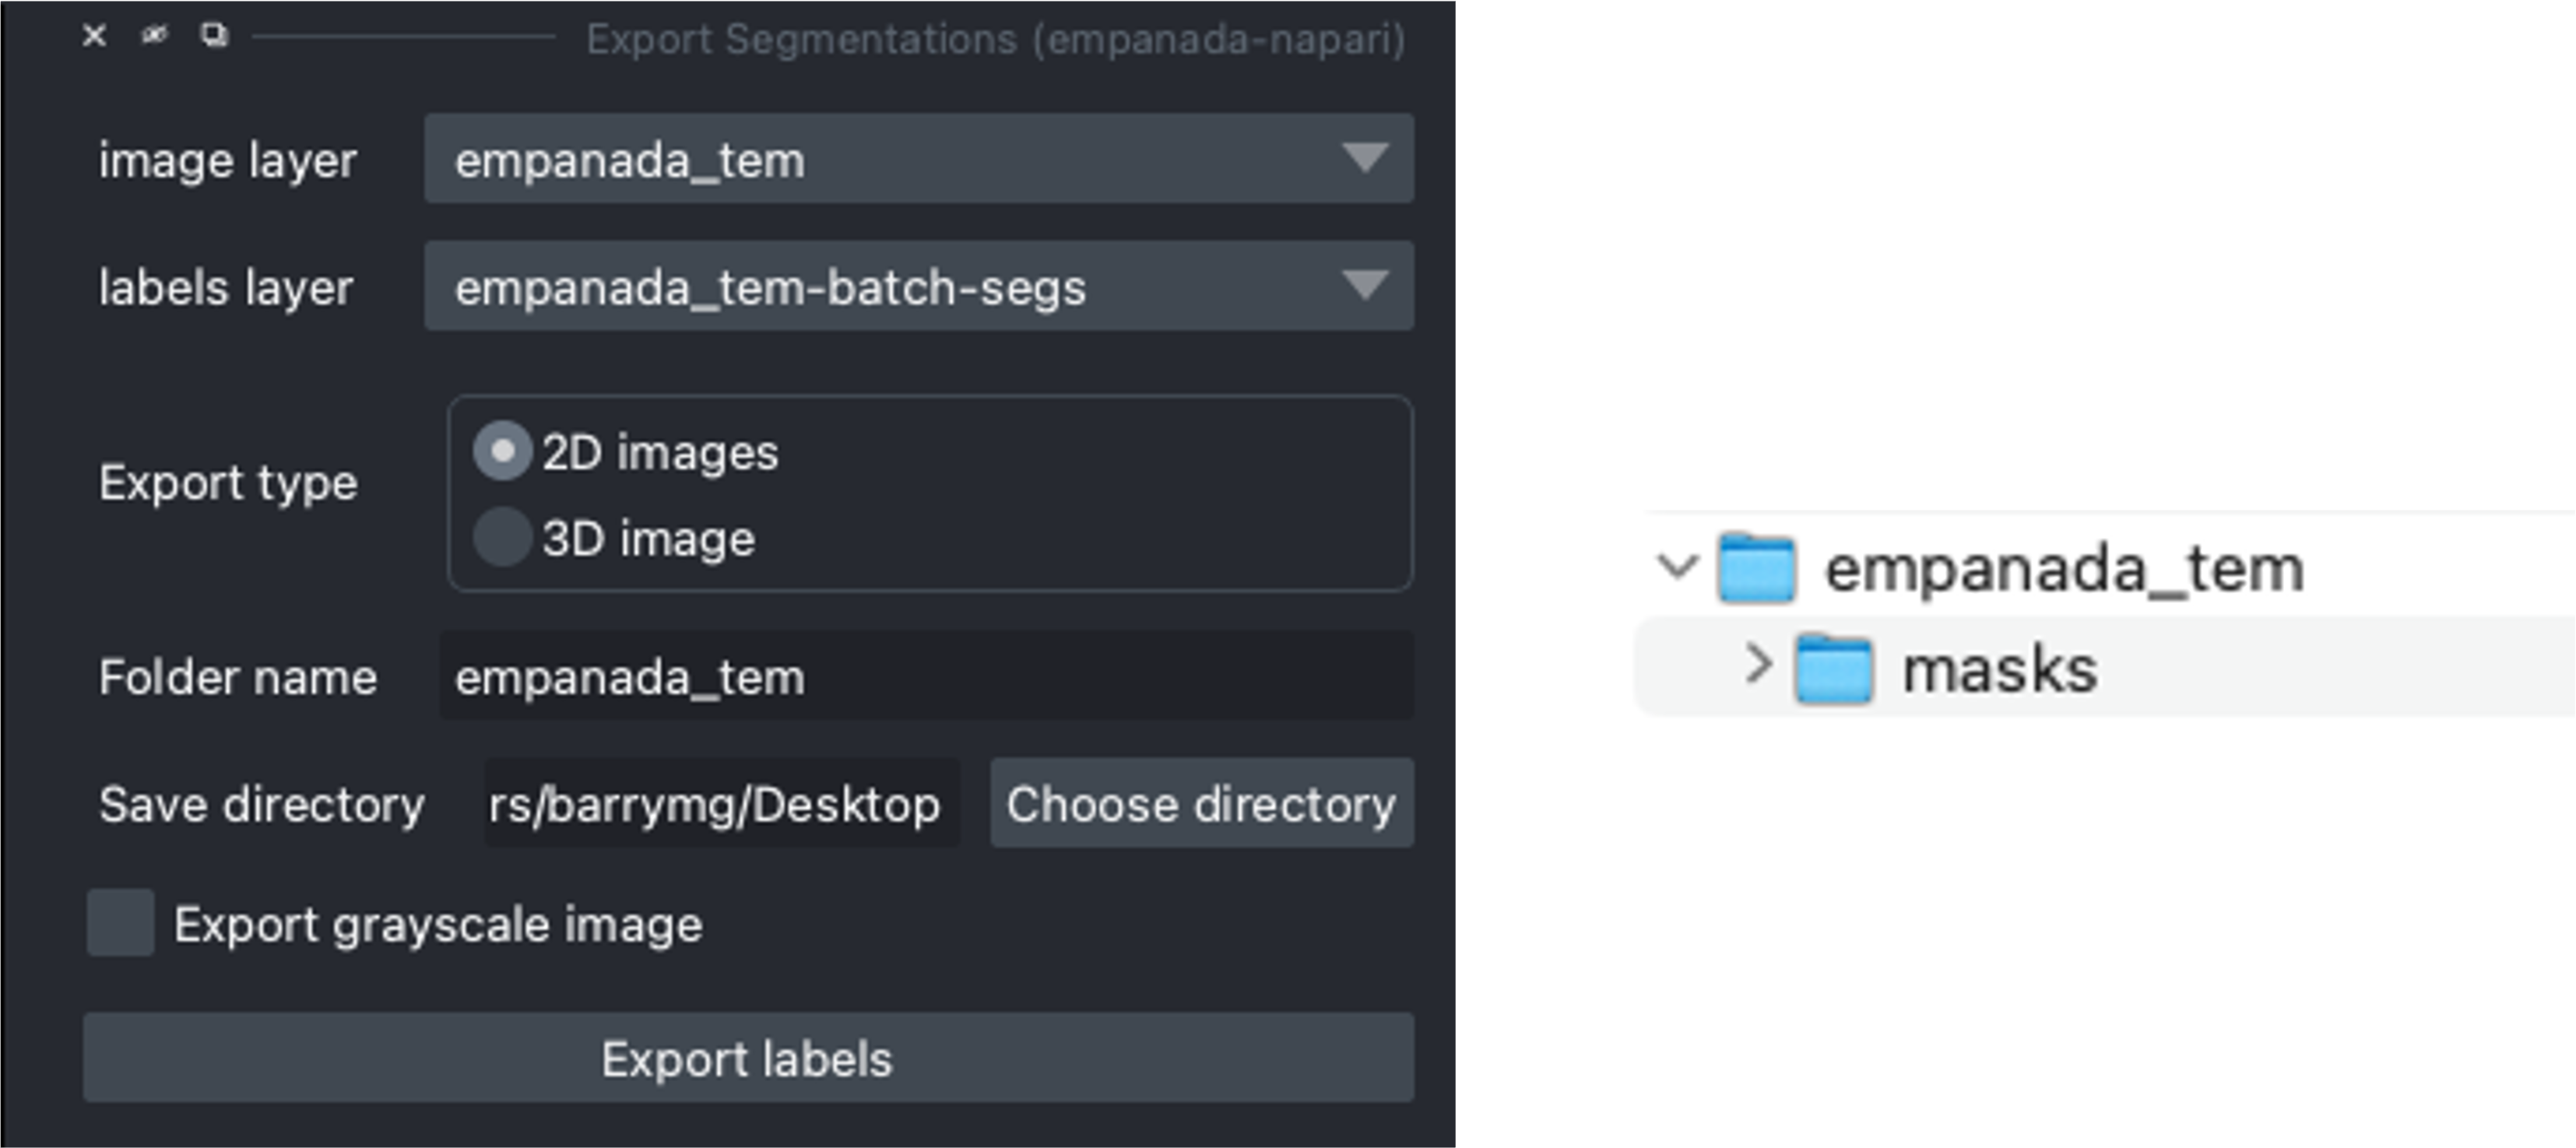 Export Segmentations (empanada-napari)
image layer empanada_tem
labels layer empanada_tem-batch-segs
Export type
2D images
3D image
Folder name empanada_tem
Save directory rs/barrymg/Desktop Choose directory
Export grayscale image
Export labels
empanada_tem
masks